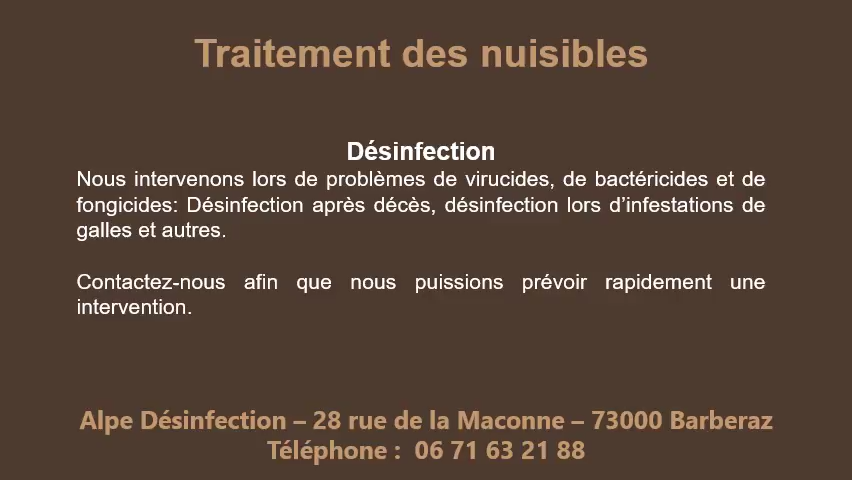 Traitement des nuisibles
Désinfection
Nous intervenons lors de problèmes de virucides, de bactéricides et de
fongicides: Désinfection après décès, désinfection lors d’infestations de
galles et autres.
Contactez-nous afin que nous puissions prévoir rapidement une
intervention.
Alpe Désinfection – 28 rue de la Maconne – 73000 Barberaz
Téléphone : 06 71 63 21 88